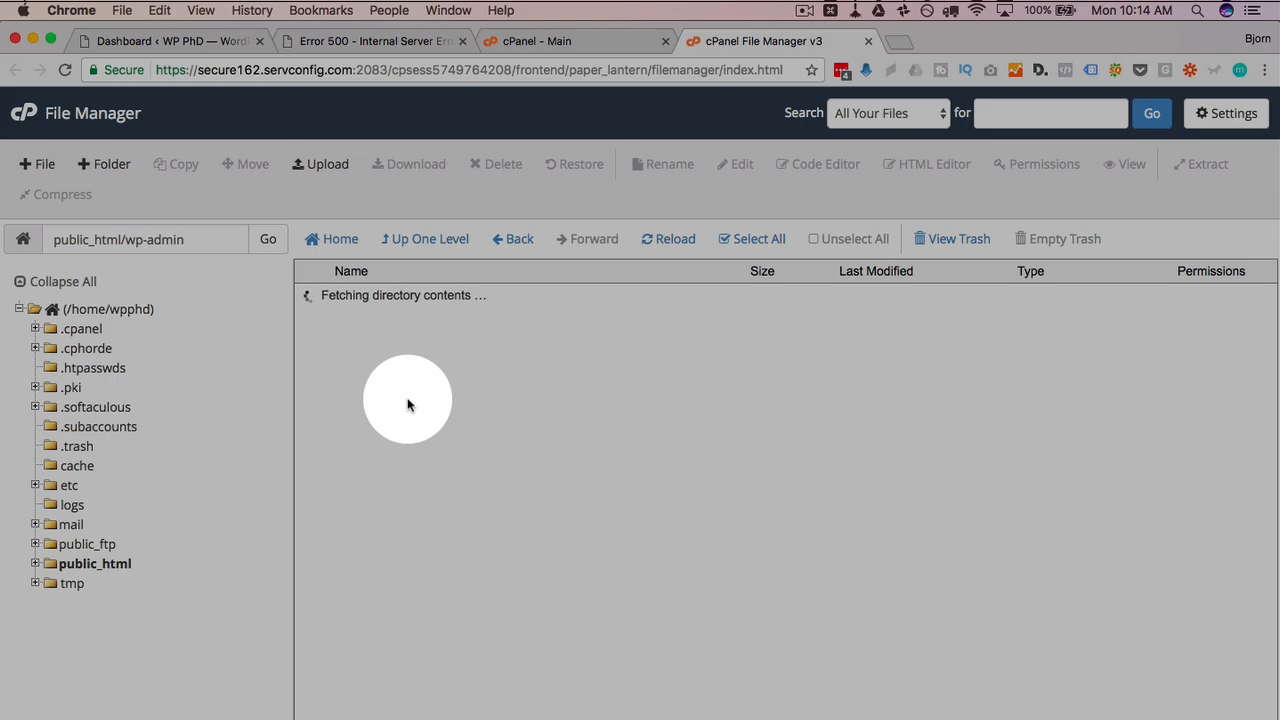 Chrome File Edit View History Bookmarks People Window Help 100% Mon 10:14 AM
Dashboard ‹ WP PhD — Word Error 500 - Internal Server Err cPanel - Main cPanel File Manager v3 Bjorn
Secure https://secure162.servconfig.com:2083/cpsess5749764208/frontend/paper_lantern/filemanager/index.html 4
cP File Manager Search All Your Files for Go Settings
File Folder Copy Move Upload Download Delete Restore Rename Edit Code Editor HTML Editor Permissions View Extract
Compress
public_html/wp-admin Go Home Up One Level Back Forward Reload Select All Unselect All View Trash Empty Trash
Collapse All
Name Size Last Modified Type Permissions
Fetching directory contents …
(/home/wpphd)
.cpanel
.cphorde
.htpasswds
.pki
.softaculous
.subaccounts
.trash
cache
etc
logs
mail
public_ftp
public_html
tmp